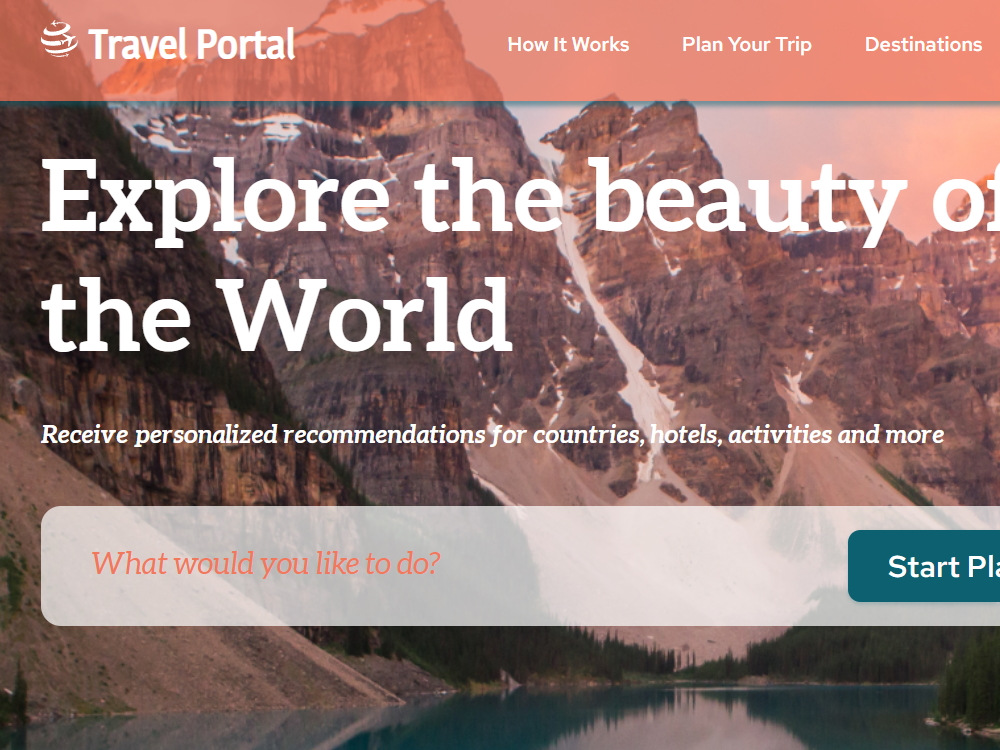 Travel Portal
How It Works
Plan Your Trip
Destinations
Explore the beauty of
the World
Receive personalized recommendations for countries, hotels, activities and more
What would you like to do?
Start